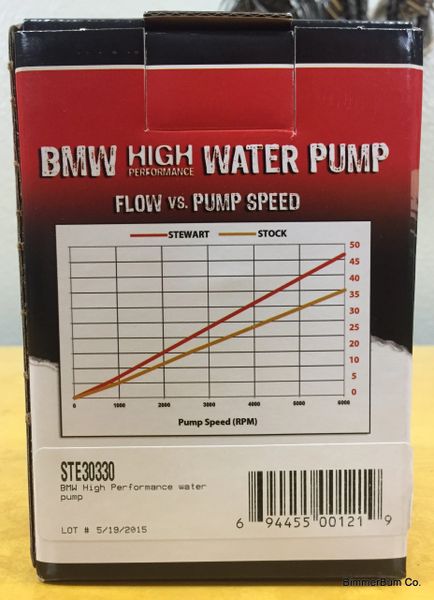 BMW HIGH PERFORMANCE WATER PUMP
FLOW VS. PUMP SPEED
STEWART STOCK
50
45
40
35
30
25
20
15
10
5
0
0 1000 2000 3000 4000 5000 6000
Pump Speed (RPM)
STE30330
BMW High Performance water
pump
LOT # 5/19/2015
6 94455 00121 9
BimmerBum Co.